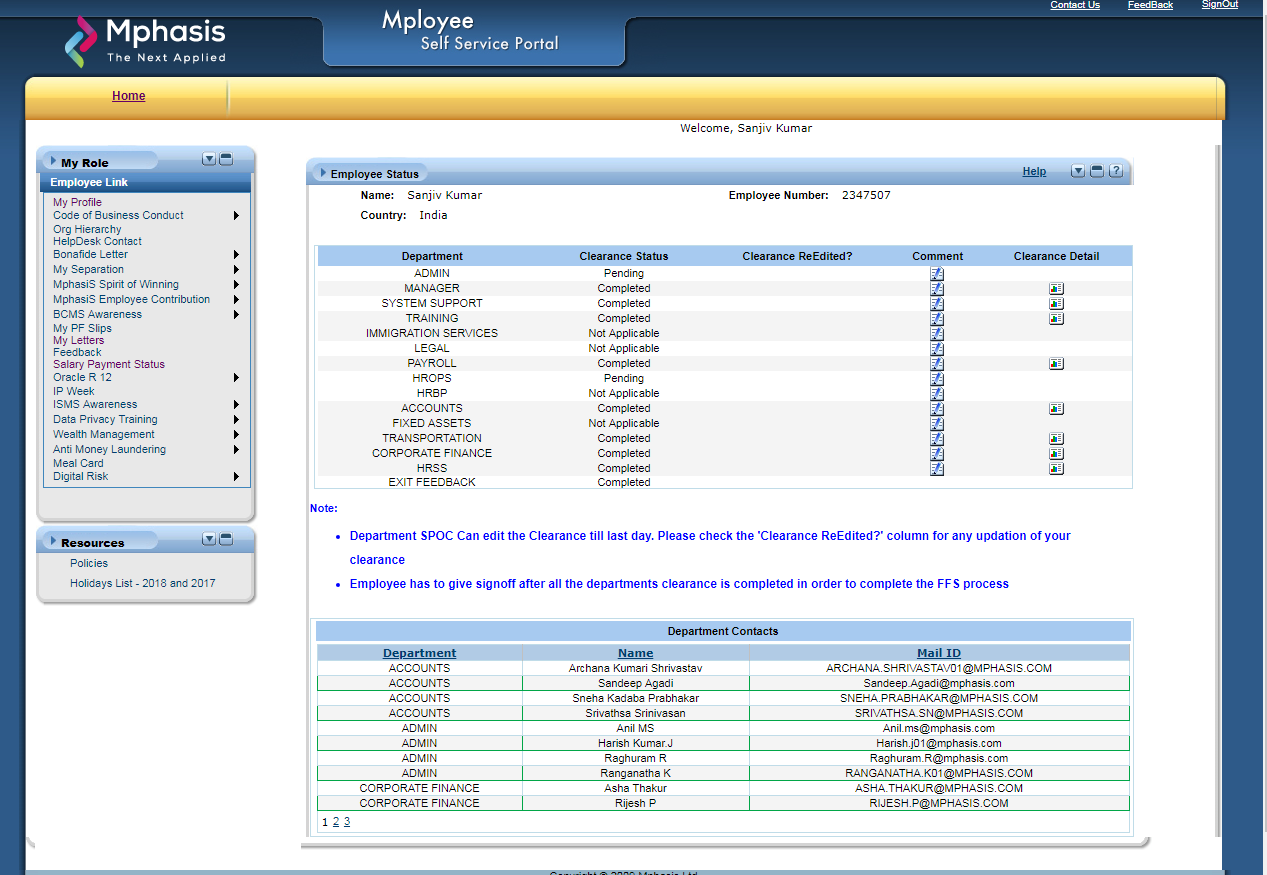 Contact Us FeedBack SignOut
Mphasis
The Next Applied
Mployee
Self Service Portal
Home
Welcome, Sanjiv Kumar
My Role
Employee Link
My Profile
Code of Business Conduct
Org Hierarchy
HelpDesk Contact
Bonafide Letter
My Separation
MphasiS Spirit of Winning
MphasiS Employee Contribution
BCMS Awareness
My PF Slips
My Letters
Feedback
Salary Payment Status
Oracle R 12
IP Week
ISMS Awareness
Data Privacy Training
Wealth Management
Anti Money Laundering
Meal Card
Digital Risk
Resources
Policies
Holidays List - 2018 and 2017
Employee Status Help ?
Name: Sanjiv Kumar Employee Number: 2347507
Country: India
Department Clearance Status Clearance ReEdited? Comment Clearance Detail
ADMIN Pending
MANAGER Completed
SYSTEM SUPPORT Completed
TRAINING Completed
IMMIGRATION SERVICES Not Applicable
LEGAL Not Applicable
PAYROLL Completed
HROPS Pending
HRBP Not Applicable
ACCOUNTS Completed
FIXED ASSETS Not Applicable
TRANSPORTATION Completed
CORPORATE FINANCE Completed
HRSS Completed
EXIT FEEDBACK Completed
Note:
• Department SPOC Can edit the Clearance till last day. Please check the 'Clearance ReEdited?' column for any updation of your
clearance
• Employee has to give signoff after all the departments clearance is completed in order to complete the FFS process
Department Contacts
Department Name Mail ID
ACCOUNTS Archana Kumari Shrivastav ARCHANA.SHRIVASTAV01@MPHASIS.COM
ACCOUNTS Sandeep Agadi Sandeep.Agadi@mphasis.com
ACCOUNTS Sneha Kadaba Prabhakar SNEHA.PRABHAKAR@MPHASIS.COM
ACCOUNTS Srivathsa Srinivasan SRIVATHSA.SN@MPHASIS.COM
ADMIN Anil MS Anil.ms@mphasis.com
ADMIN Harish Kumar.J Harish.j01@mphasis.com
ADMIN Raghuram R Raghuram.R@mphasis.com
ADMIN Ranganatha K RANGANATHA.K01@MPHASIS.COM
CORPORATE FINANCE Asha Thakur ASHA.THAKUR@MPHASIS.COM
CORPORATE FINANCE Rijesh P RIJESH.P@MPHASIS.COM
1 2 3